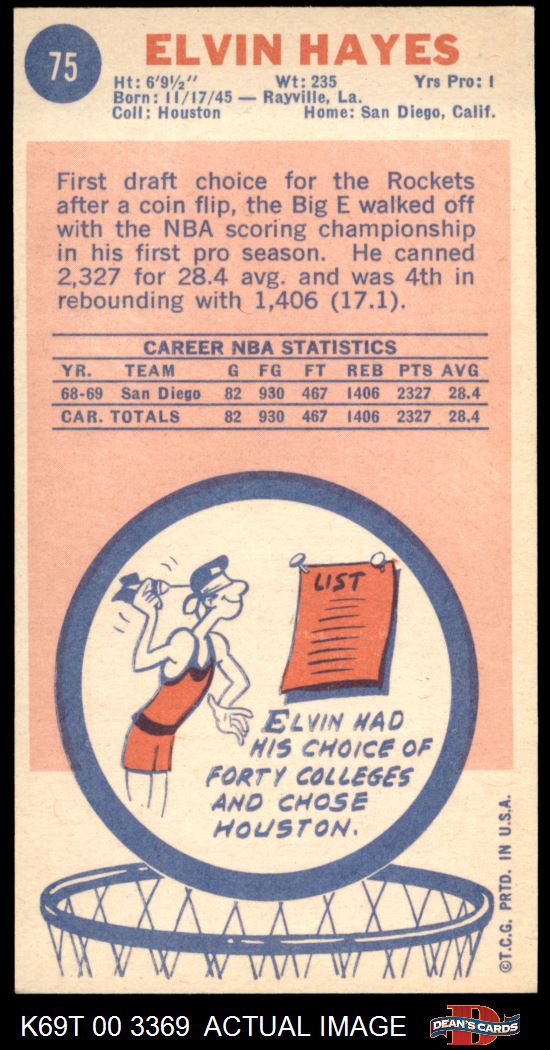 75
ELVIN HAYES
Ht: 6'9½" Wt: 235 Yrs Pro: 1
Born: 11/17/45 — Rayville, La.
Coll: Houston Home: San Diego, Calif.
First draft choice for the Rockets
after a coin flip, the Big E walked off
with the NBA scoring championship
in his first pro season. He canned
2,327 for 28.4 avg. and was 4th in
rebounding with 1,406 (17.1).
CAREER NBA STATISTICS
YR. TEAM G FG FT REB PTS AVG
68-69 San Diego 82 930 467 1406 2327 28.4
CAR. TOTALS 82 930 467 1406 2327 28.4
LIST
ELVIN HAD
HIS CHOICE OF
FORTY COLLEGES
AND CHOSE
HOUSTON.
©T.C.G. PRTD. IN U.S.A.
K69T 00 3369 ACTUAL IMAGE
D
DEAN'S CARDS